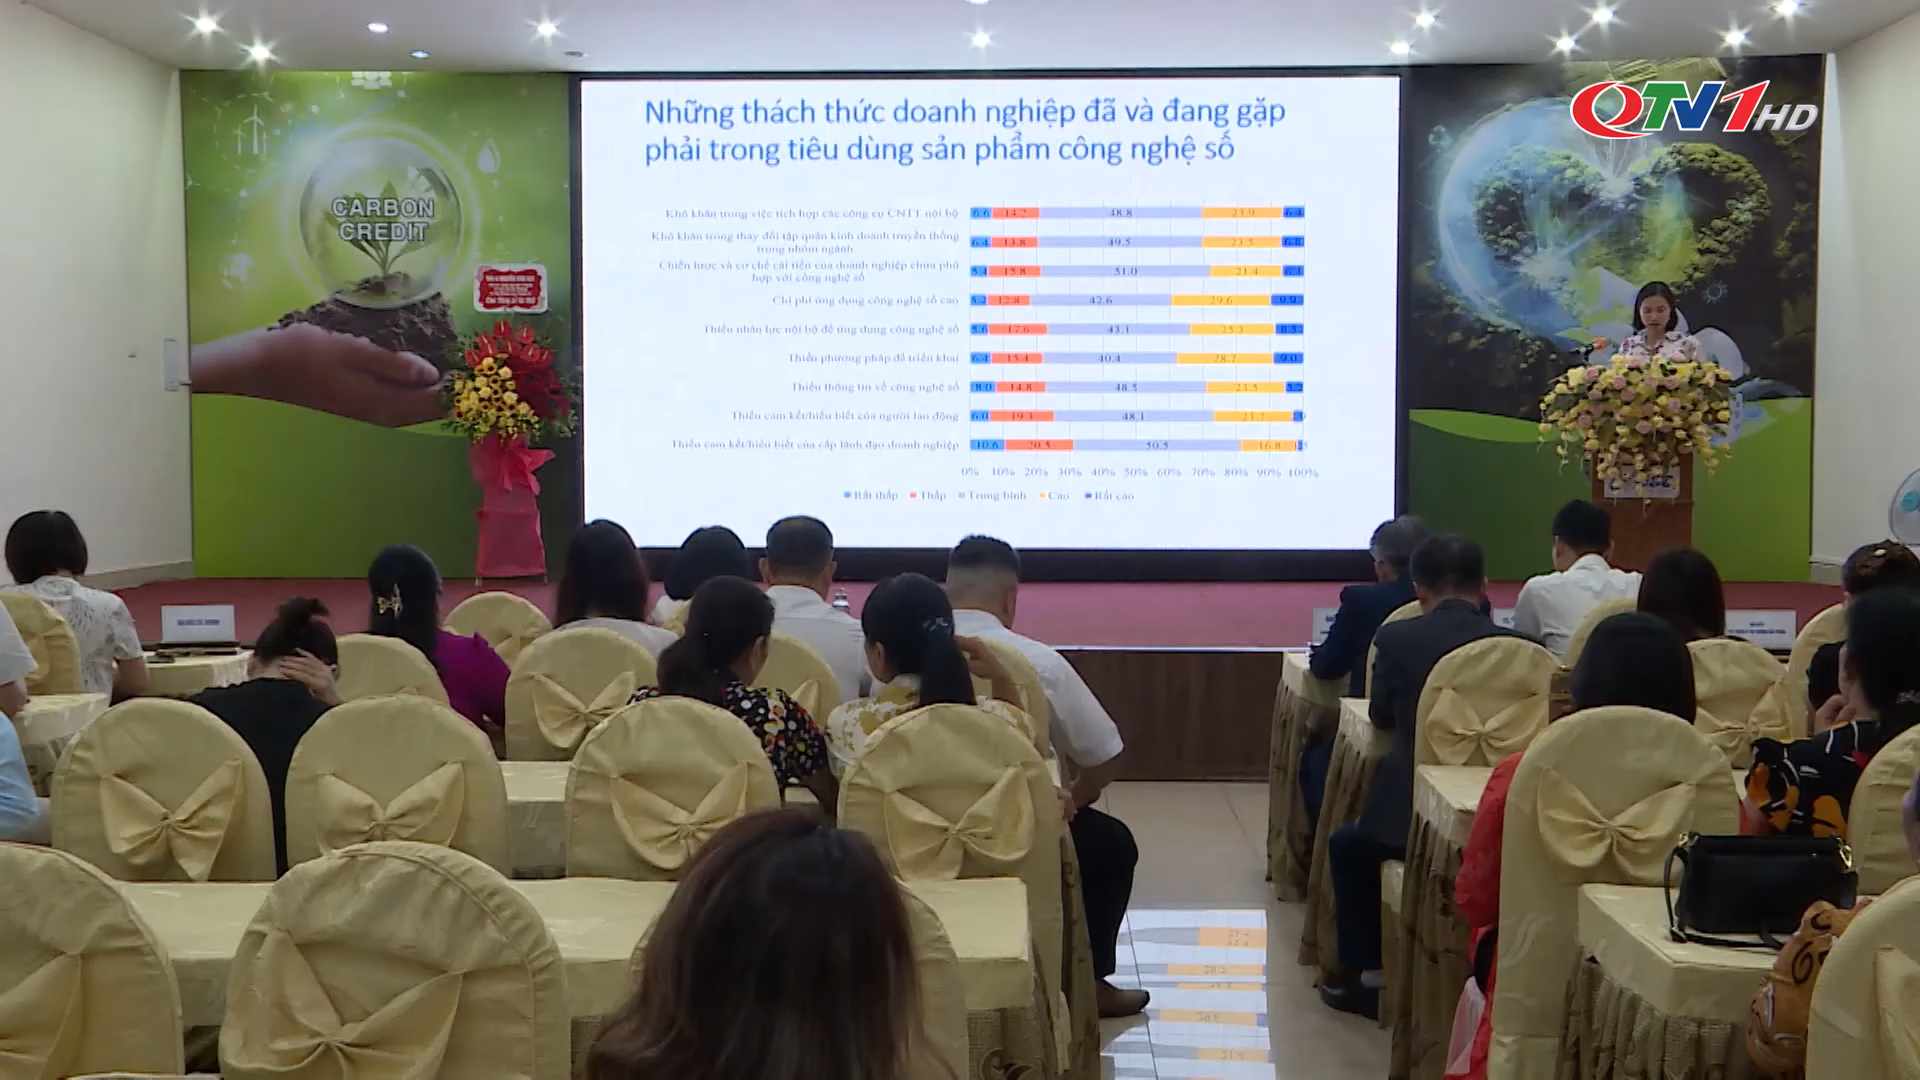 QTV1HD
Những thách thức doanh nghiệp đã và đang gặp
phải trong tiêu dùng sản phẩm công nghệ số
CARBON
CREDIT
Khó khăn trong việc tích hợp các công cụ CNTT nội bộ 6.6 14.2 48.8 23.9 6.4
Khó khăn trong thay đổi tập quán kinh doanh truyền thống
trong nhóm ngành 6.4 13.8 49.5 23.5 6.8
Chiến lược và cơ chế cải tiến của doanh nghiệp chưa phù
hợp với công nghệ số 5.4 15.8 51.0 21.4 6.4
Chi phí ứng dụng công nghệ số cao 5.2 12.8 42.6 29.6 9.9
Thiếu nhân lực nội bộ để ứng dụng công nghệ số 5.6 17.6 43.1 25.3 8.5
Thiếu phương pháp để triển khai 6.4 15.4 40.4 28.7 9.0
Thiếu thông tin về công nghệ số 8.0 14.8 48.5 23.5 5.2
Thiếu cam kết/hiểu biết của người lao động 6.0 19.1 48.1 23.7
Thiếu cam kết/hiểu biết của cấp lãnh đạo doanh nghiệp 10.6 20.5 50.5 16.8
0% 10% 20% 30% 40% 50% 60% 70% 80% 90% 100%
Rất thấp Thấp Trung bình Cao Rất cao